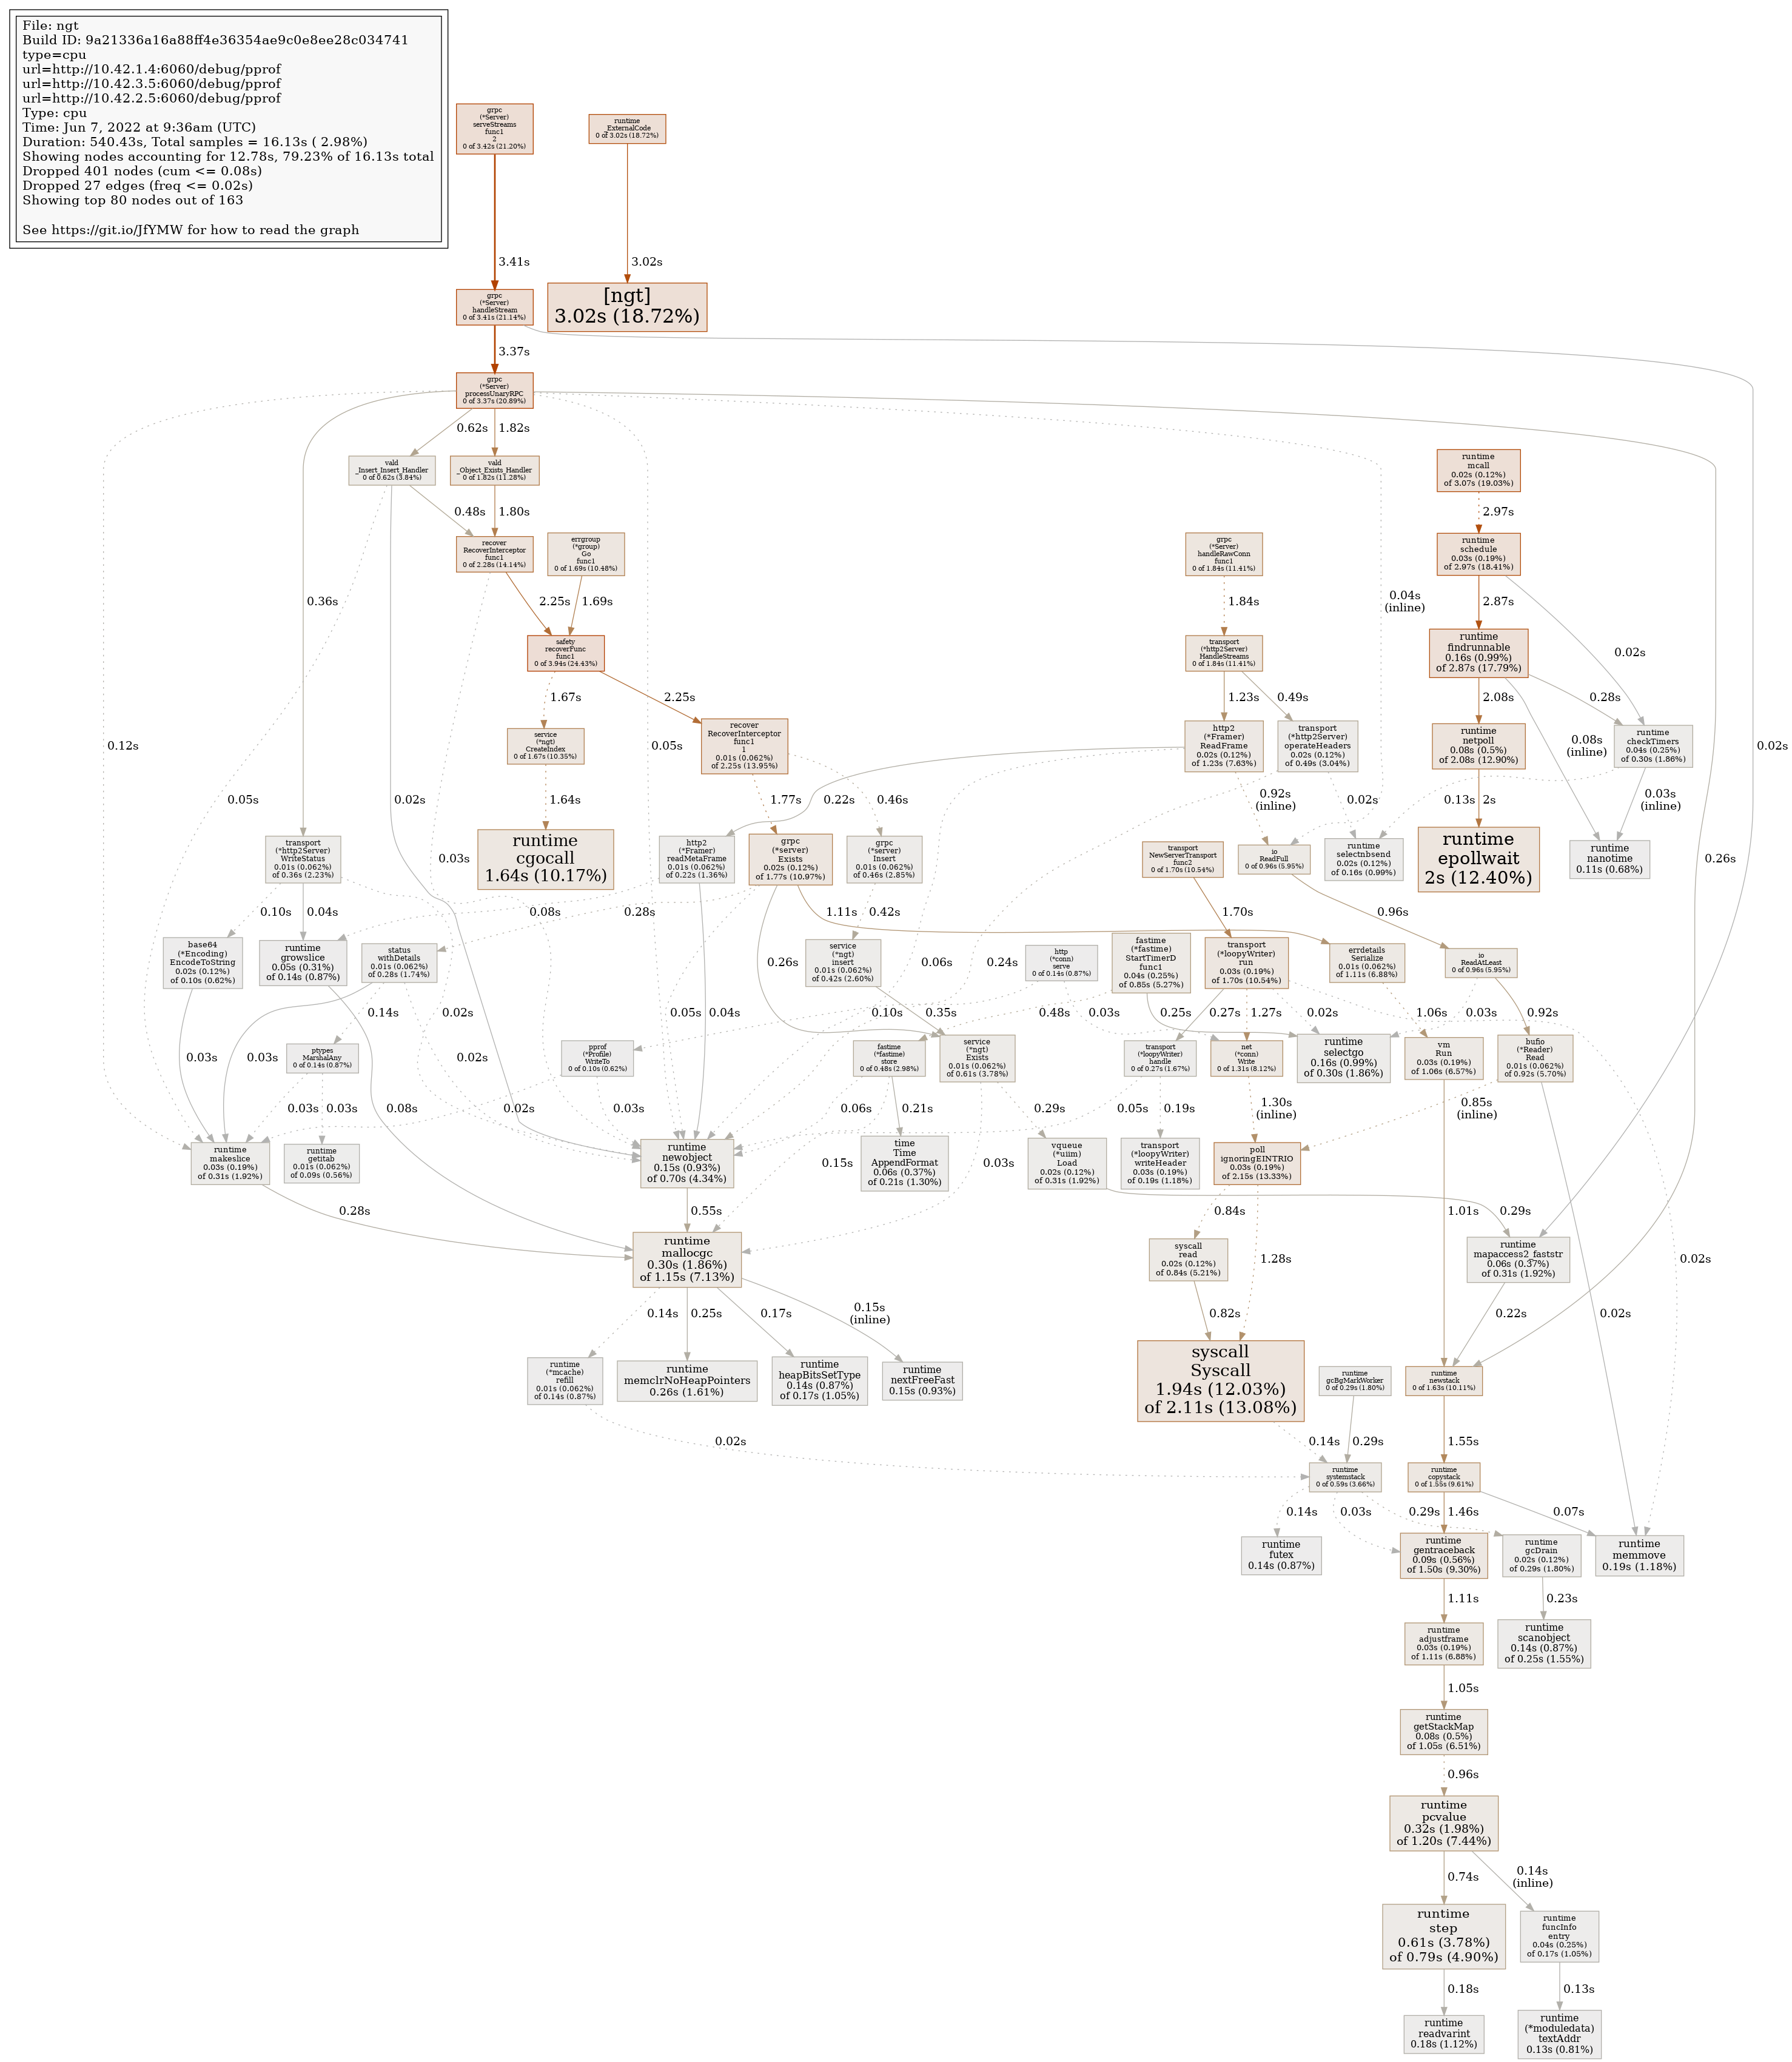 File: ngt
Build ID: 9a21336a16a88ff4e36354ae9c0e8ee28c034741
type=cpu
url=http://10.42.1.4:6060/debug/pprof
url=http://10.42.3.5:6060/debug/pprof
url=http://10.42.2.5:6060/debug/pprof
Type: cpu
Time: Jun 7, 2022 at 9:36am (UTC)
Duration: 540.43s, Total samples = 16.13s ( 2.98%)
Showing nodes accounting for 12.78s, 79.23% of 16.13s total
Dropped 401 nodes (cum <= 0.08s)
Dropped 27 edges (freq <= 0.02s)
Showing top 80 nodes out of 163
See https://git.io/JfYMW for how to read the graph
grpc
(*Server)
serveStreams
func1
2
0 of 3.42s (21.20%)
runtime
_ExternalCode
0 of 3.02s (18.72%)
3.41s
3.02s
grpc
(*Server)
handleStream
0 of 3.41s (21.14%)
[ngt]
3.02s (18.72%)
3.37s
0.02s
grpc
(*Server)
processUnaryRPC
0 of 3.37s (20.89%)
0.62s
1.82s
0.36s
0.12s
0.05s
0.04s
(inline)
0.26s
vald
_Insert_Insert_Handler
0 of 0.62s (3.84%)
vald
_Object_Exists_Handler
0 of 1.82s (11.28%)
runtime
mcall
0.02s (0.12%)
of 3.07s (19.03%)
0.48s
1.80s
0.05s
0.02s
2.97s
recover
RecoverInterceptor
func1
0 of 2.28s (14.14%)
errgroup
(*group)
Go
func1
0 of 1.69s (10.48%)
grpc
(*Server)
handleRawConn
func1
0 of 1.84s (11.41%)
runtime
schedule
0.03s (0.19%)
of 2.97s (18.41%)
2.25s
1.69s
0.03s
1.84s
2.87s
0.02s
safety
recoverFunc
func1
0 of 3.94s (24.43%)
transport
(*http2Server)
HandleStreams
0 of 1.84s (11.41%)
runtime
findrunnable
0.16s (0.99%)
of 2.87s (17.79%)
1.67s
2.25s
1.23s
0.49s
2.08s
0.08s
(inline)
0.28s
service
(*ngt)
CreateIndex
0 of 1.67s (10.35%)
recover
RecoverInterceptor
func1
1
0.01s (0.062%)
of 2.25s (13.95%)
http2
(*Framer)
ReadFrame
0.02s (0.12%)
of 1.23s (7.63%)
transport
(*http2Server)
operateHeaders
0.02s (0.12%)
of 0.49s (3.04%)
runtime
netpoll
0.08s (0.5%)
of 2.08s (12.90%)
runtime
checkTimers
0.04s (0.25%)
of 0.30s (1.86%)
1.64s
1.77s
0.46s
0.22s
0.92s
(inline)
0.06s
0.02s
0.24s
2s
0.13s
0.03s
(inline)
transport
(*http2Server)
WriteStatus
0.01s (0.062%)
of 0.36s (2.23%)
runtime
cgocall
1.64s (10.17%)
http2
(*Framer)
readMetaFrame
0.01s (0.062%)
of 0.22s (1.36%)
grpc
(*server)
Exists
0.02s (0.12%)
of 1.77s (10.97%)
grpc
(*server)
Insert
0.01s (0.062%)
of 0.46s (2.85%)
transport
NewServerTransport
func2
0 of 1.70s (10.54%)
io
ReadFull
0 of 0.96s (5.95%)
runtime
selectnbsend
0.02s (0.12%)
of 0.16s (0.99%)
runtime
epollwait
2s (12.40%)
runtime
nanotime
0.11s (0.68%)
0.10s
0.04s
0.02s
0.08s
0.04s
0.28s
0.26s
1.11s
0.05s
0.42s
1.70s
0.96s
base64
(*Encoding)
EncodeToString
0.02s (0.12%)
of 0.10s (0.62%)
runtime
growslice
0.05s (0.31%)
of 0.14s (0.87%)
status
withDetails
0.01s (0.062%)
of 0.28s (1.74%)
service
(*ngt)
insert
0.01s (0.062%)
of 0.42s (2.60%)
http
(*conn)
serve
0 of 0.14s (0.87%)
fastime
(*fastime)
StartTimerD
func1
0.04s (0.25%)
of 0.85s (5.27%)
transport
(*loopyWriter)
run
0.03s (0.19%)
of 1.70s (10.54%)
errdetails
Serialize
0.01s (0.062%)
of 1.11s (6.88%)
io
ReadAtLeast
0 of 0.96s (5.95%)
0.03s
0.08s
0.14s
0.03s
0.02s
0.35s
0.10s
0.03s
0.48s
0.25s
0.27s
1.27s
0.02s
0.02s
1.06s
0.03s
0.92s
ptypes
MarshalAny
0 of 0.14s (0.87%)
pprof
(*Profile)
WriteTo
0 of 0.10s (0.62%)
fastime
(*fastime)
store
0 of 0.48s (2.98%)
service
(*ngt)
Exists
0.01s (0.062%)
of 0.61s (3.78%)
transport
(*loopyWriter)
handle
0 of 0.27s (1.67%)
net
(*conn)
Write
0 of 1.31s (8.12%)
runtime
selectgo
0.16s (0.99%)
of 0.30s (1.86%)
vm
Run
0.03s (0.19%)
of 1.06s (6.57%)
bufio
(*Reader)
Read
0.01s (0.062%)
of 0.92s (5.70%)
0.03s
0.03s
0.02s
0.03s
0.06s
0.15s
0.21s
0.03s
0.29s
0.05s
0.19s
1.30s
(inline)
1.01s
0.85s
(inline)
0.02s
runtime
makeslice
0.03s (0.19%)
of 0.31s (1.92%)
runtime
getitab
0.01s (0.062%)
of 0.09s (0.56%)
runtime
newobject
0.15s (0.93%)
of 0.70s (4.34%)
time
Time
AppendFormat
0.06s (0.37%)
of 0.21s (1.30%)
vqueue
(*uiim)
Load
0.02s (0.12%)
of 0.31s (1.92%)
transport
(*loopyWriter)
writeHeader
0.03s (0.19%)
of 0.19s (1.18%)
poll
ignoringEINTRIO
0.03s (0.19%)
of 2.15s (13.33%)
0.28s
0.55s
0.29s
0.84s
1.28s
runtime
mallocgc
0.30s (1.86%)
of 1.15s (7.13%)
syscall
read
0.02s (0.12%)
of 0.84s (5.21%)
runtime
mapaccess2_faststr
0.06s (0.37%)
of 0.31s (1.92%)
0.14s
0.25s
0.17s
0.15s
(inline)
0.82s
0.22s
runtime
(*mcache)
refill
0.01s (0.062%)
of 0.14s (0.87%)
runtime
memclrNoHeapPointers
0.26s (1.61%)
runtime
heapBitsSetType
0.14s (0.87%)
of 0.17s (1.05%)
runtime
nextFreeFast
0.15s (0.93%)
syscall
Syscall
1.94s (12.03%)
of 2.11s (13.08%)
runtime
gcBgMarkWorker
0 of 0.29s (1.80%)
runtime
newstack
0 of 1.63s (10.11%)
0.02s
0.14s
0.29s
1.55s
runtime
systemstack
0 of 0.59s (3.66%)
runtime
copystack
0 of 1.55s (9.61%)
0.14s
0.03s
0.29s
1.46s
0.07s
runtime
futex
0.14s (0.87%)
runtime
gentraceback
0.09s (0.56%)
of 1.50s (9.30%)
runtime
gcDrain
0.02s (0.12%)
of 0.29s (1.80%)
runtime
memmove
0.19s (1.18%)
1.11s
0.23s
runtime
adjustframe
0.03s (0.19%)
of 1.11s (6.88%)
runtime
scanobject
0.14s (0.87%)
of 0.25s (1.55%)
1.05s
runtime
getStackMap
0.08s (0.5%)
of 1.05s (6.51%)
0.96s
runtime
pcvalue
0.32s (1.98%)
of 1.20s (7.44%)
0.74s
0.14s
(inline)
runtime
step
0.61s (3.78%)
of 0.79s (4.90%)
runtime
funcInfo
entry
0.04s (0.25%)
of 0.17s (1.05%)
0.18s
0.13s
runtime
readvarint
0.18s (1.12%)
runtime
(*moduledata)
textAddr
0.13s (0.81%)